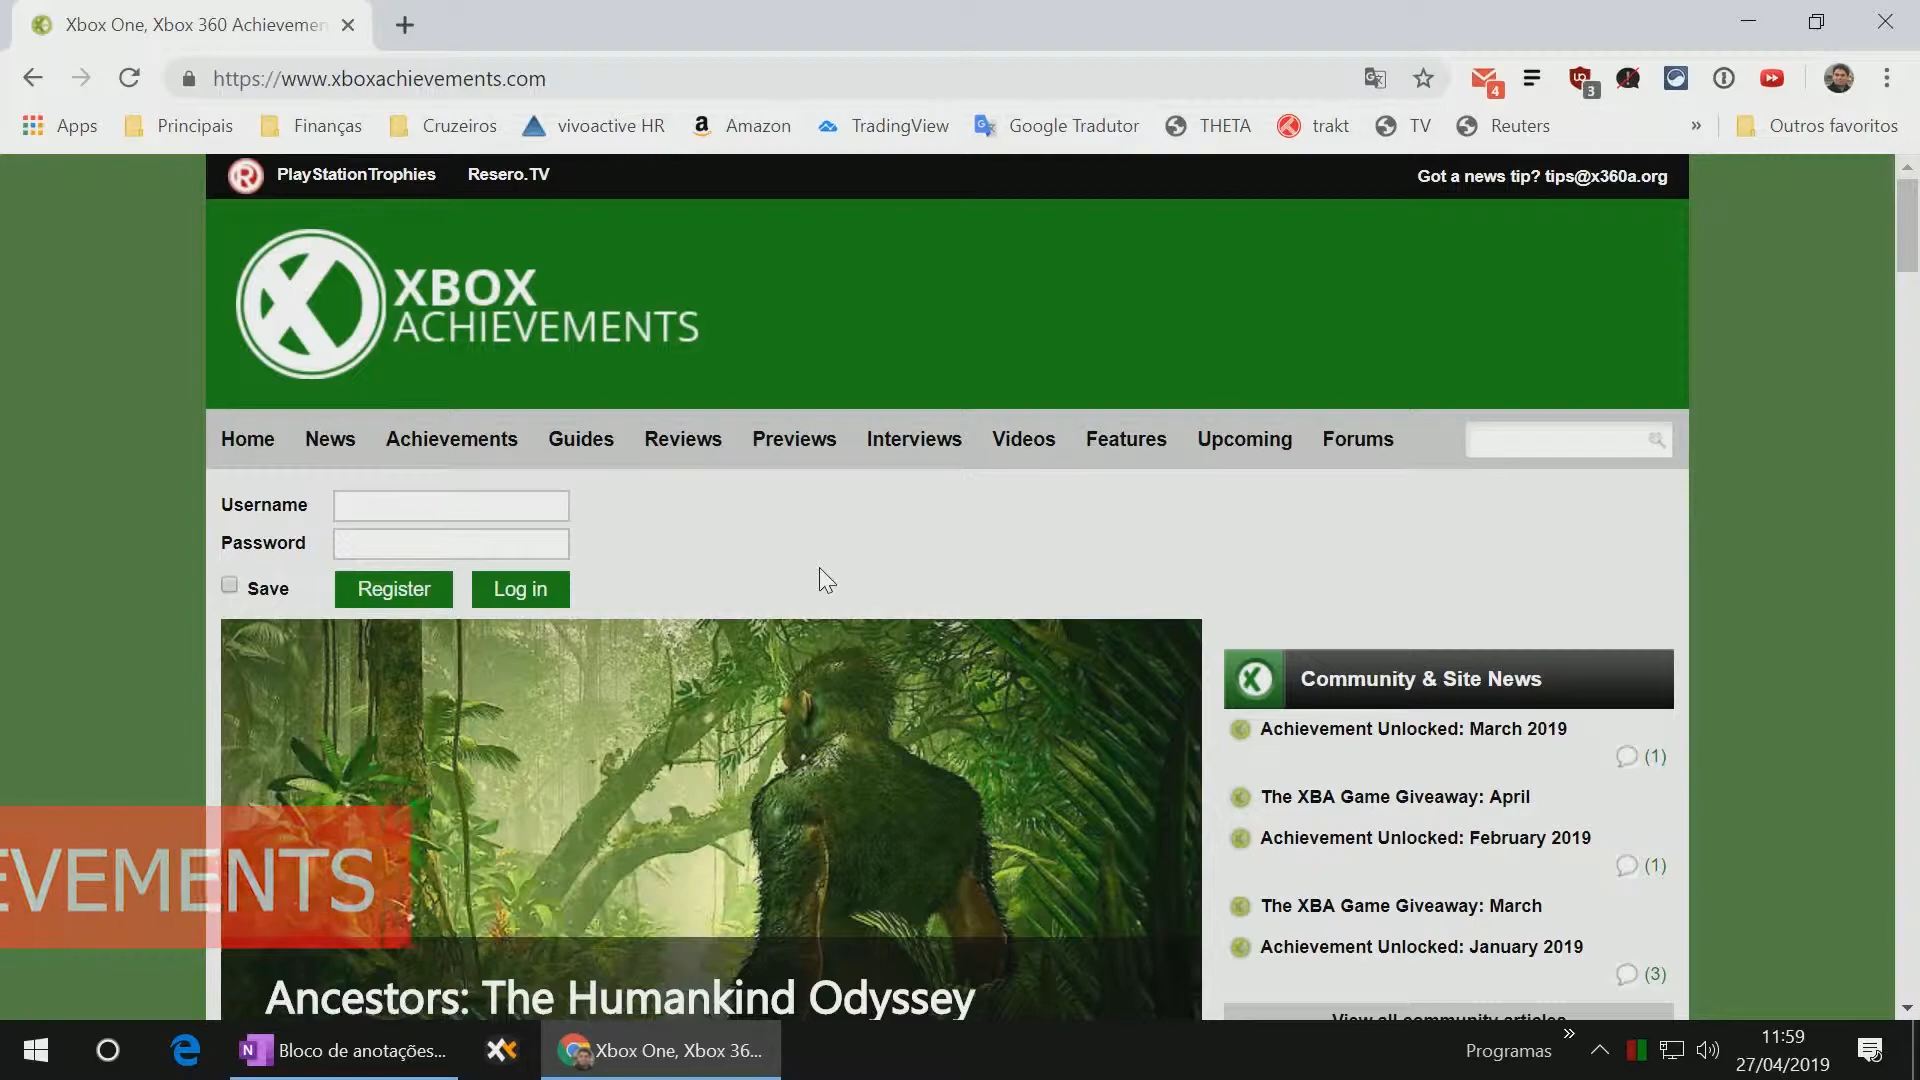 Xbox One, Xbox 360 Achievemen
https://www.xboxachievements.com
4
3
Apps Principais Finanças Cruzeiros vivoactive HR Amazon TradingView Google Tradutor THETA trakt TV Reuters » Outros favoritos
PlayStationTrophies Resero.TV Got a news tip? tips@x360a.org
XBOX
ACHIEVEMENTS
Home News Achievements Guides Reviews Previews Interviews Videos Features Upcoming Forums
Username
Password
Save Register Log in
Community & Site News
Achievement Unlocked: March 2019
(1)
The XBA Game Giveaway: April
Achievement Unlocked: February 2019
(1)
The XBA Game Giveaway: March
Achievement Unlocked: January 2019
(3)
View all community articles
EVEMENTS
Ancestors: The Humankind Odyssey
Bloco de anotações... Xbox One, Xbox 36... Programas » 11:59
27/04/2019